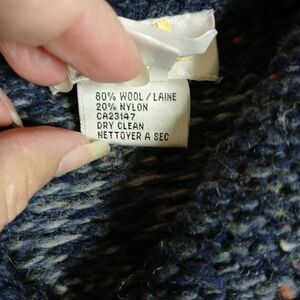 80% WOOL / LAINE
20% NYLON
CA23147
DRY CLEAN
NETTOYER A SEC